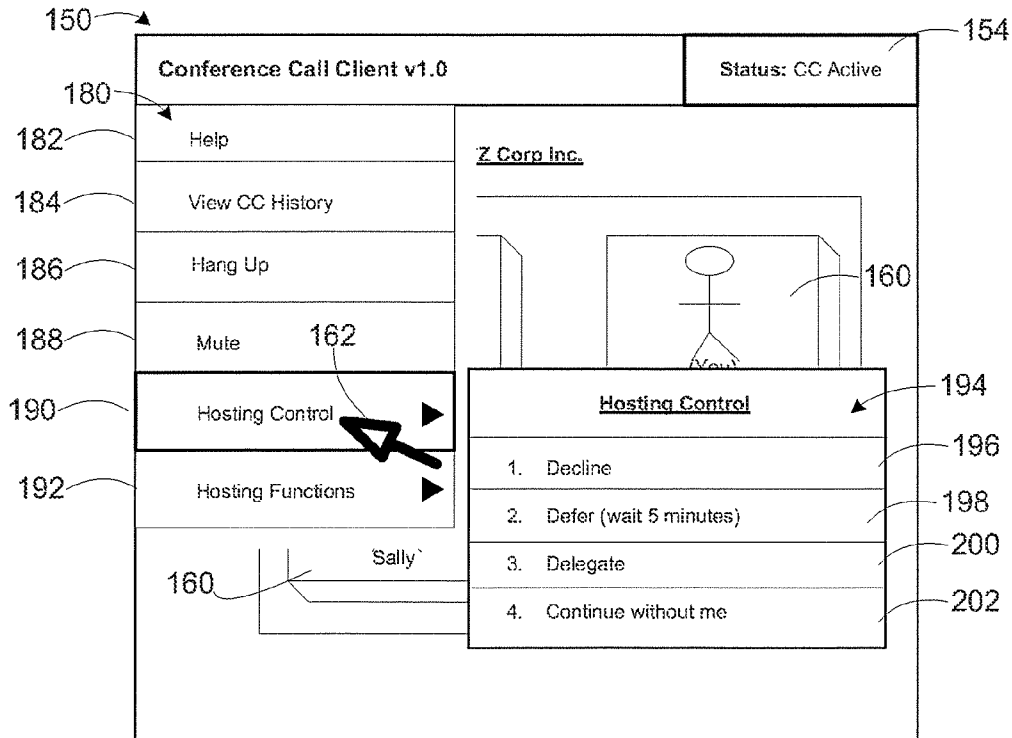 150
154
Conference Call Client v1.0
Status: CC Active
180
182
Help
Z Corp Inc.
184
View CC History
186
Hang Up
160
188
Mute
162
'You'
190
Hosting Control
Hosting Control
194
196
1. Decline
192
Hosting Functions
198
2. Defer (wait 5 minutes)
200
3. Delegate
'Sally'
160
202
4. Continue without me